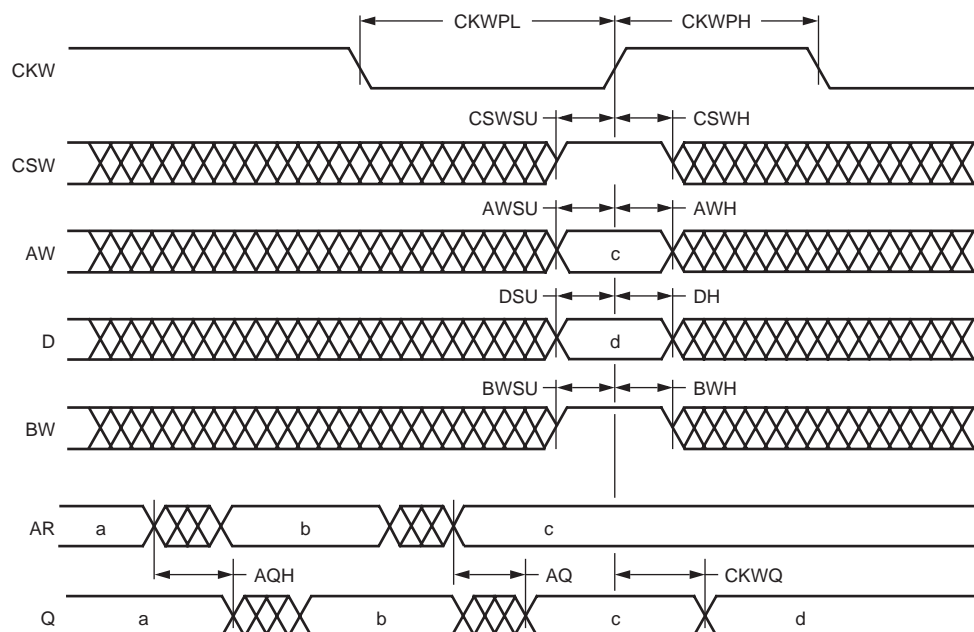 CKWPL CKWPH
CKW
CSWSU CSWH
CSW
AWSU AWH
AW c
DSU DH
D d
BWSU BWH
BW
AR a b c
AQH AQ CKWQ
Q a b c d